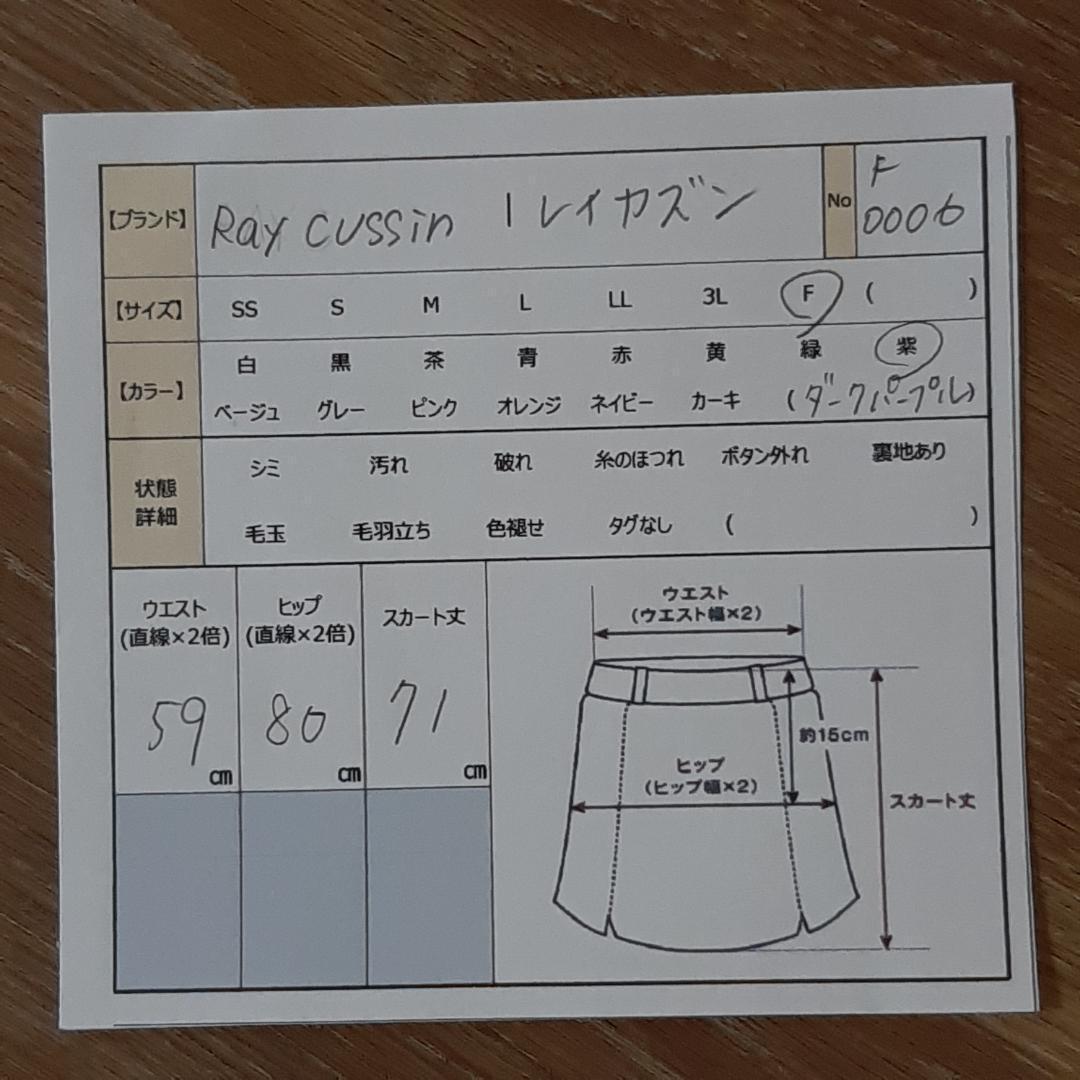 【ブランド】 Ray cussin | レイカズン No F 0006
【サイズ】 SS S M L LL 3L F ( )
【カラー】 白 黒 茶 青 赤 黄 緑 紫
ベージュ グレー ピンク オレンジ ネイビー カーキ (ダークパープル)
状態詳細 シミ 汚れ 破れ 糸のほつれ ボタン外れ 裏地あり
毛玉 毛羽立ち 色褪せ タグなし ( )
ウエスト ヒップ スカート丈
(直線×2倍) (直線×2倍)
59cm 80cm 71cm
ウエスト
(ウエスト幅×2)
約15cm
ヒップ
(ヒップ幅×2)
スカート丈